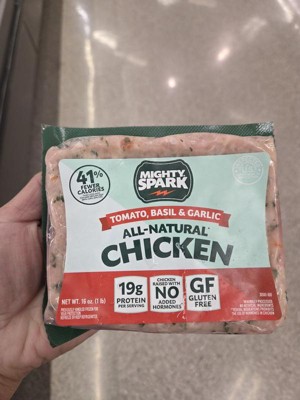 MIGHTY
SPARK
41%
FEWER
CALORIES
TOMATO, BASIL & GARLIC
ALL-NATURAL*
CHICKEN
19g
PROTEIN
PER SERVING
CHICKEN
RAISED WITH
NO
ADDED
HORMONES
GF
GLUTEN
FREE
NET WT. 16 oz. (1 lb)